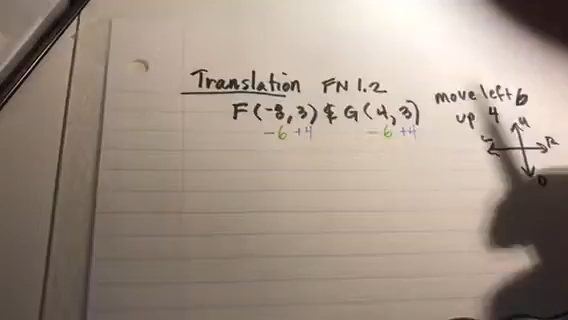 Translation FN 1.2
F(-8,3) & G(4,3)
-6 +4 -6 +4
move left 6
up 4
U
L R
D